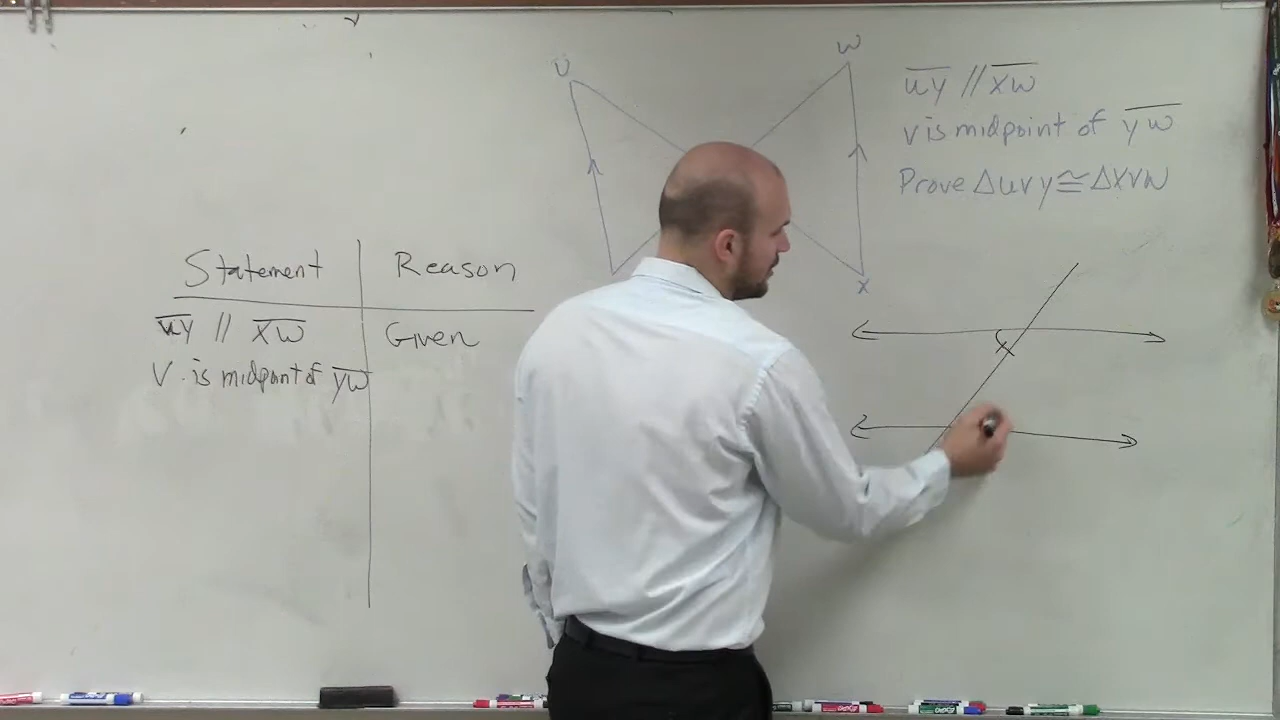 U
W
X
UY // XW
V is midpoint of YW
Prove ΔUVY ≅ ΔXVW
Statement | Reason
UY // XW | Given
V is midpoint of YW